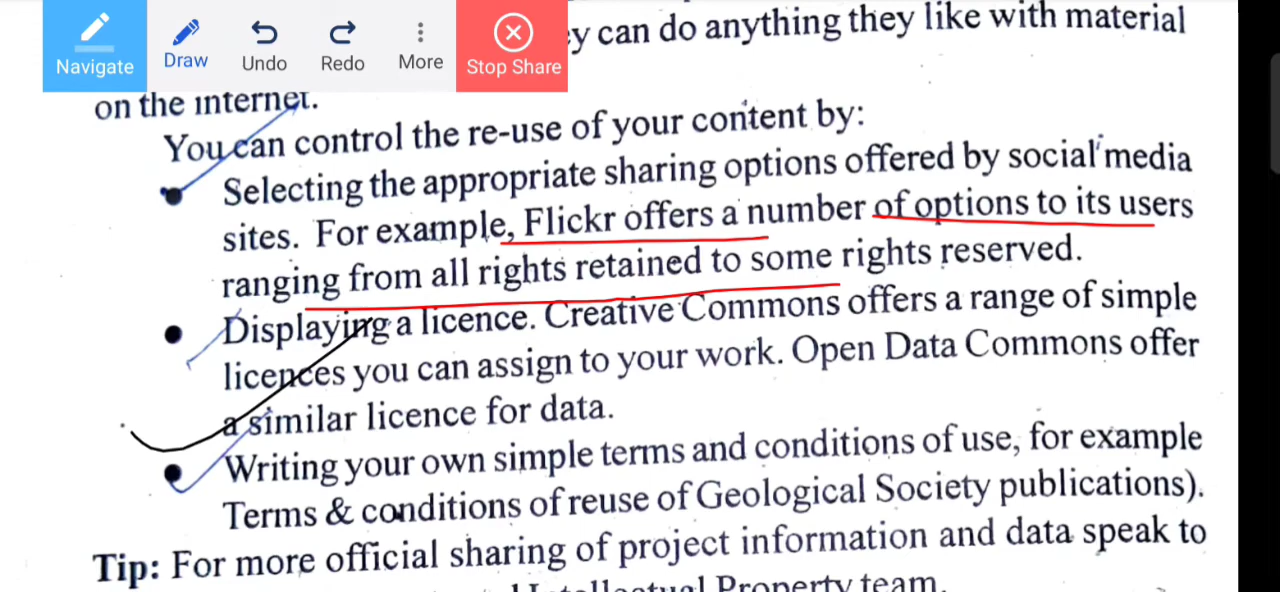 Navigate
Draw
Undo
Redo
More
Stop Share
y can do anything they like with material
on the internet.
You can control the re-use of your content by:
• Selecting the appropriate sharing options offered by social media
sites. For example, Flickr offers a number of options to its users
ranging from all rights retained to some rights reserved.
• Displaying a licence. Creative Commons offers a range of simple
licences you can assign to your work. Open Data Commons offer
a similar licence for data.
• Writing your own simple terms and conditions of use, for example
Terms & conditions of reuse of Geological Society publications).
Tip: For more official sharing of project information and data speak to
Intellectual Property team.